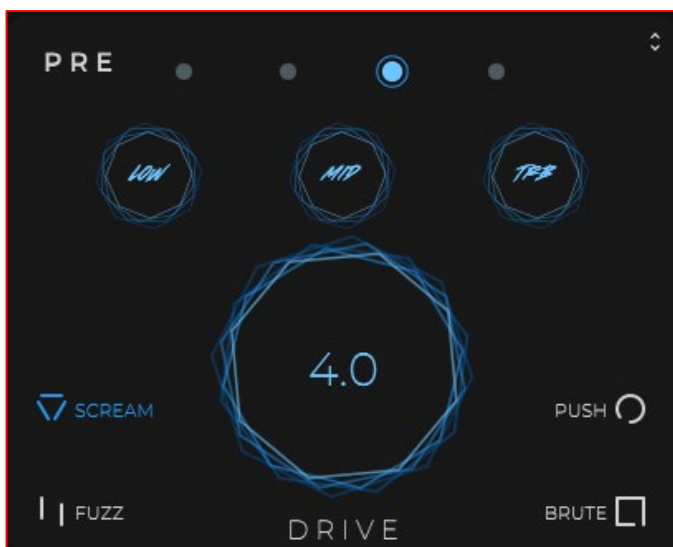 PRE
LOW MID TRB
4.0
SCREAM PUSH
FUZZ BRUTE
DRIVE